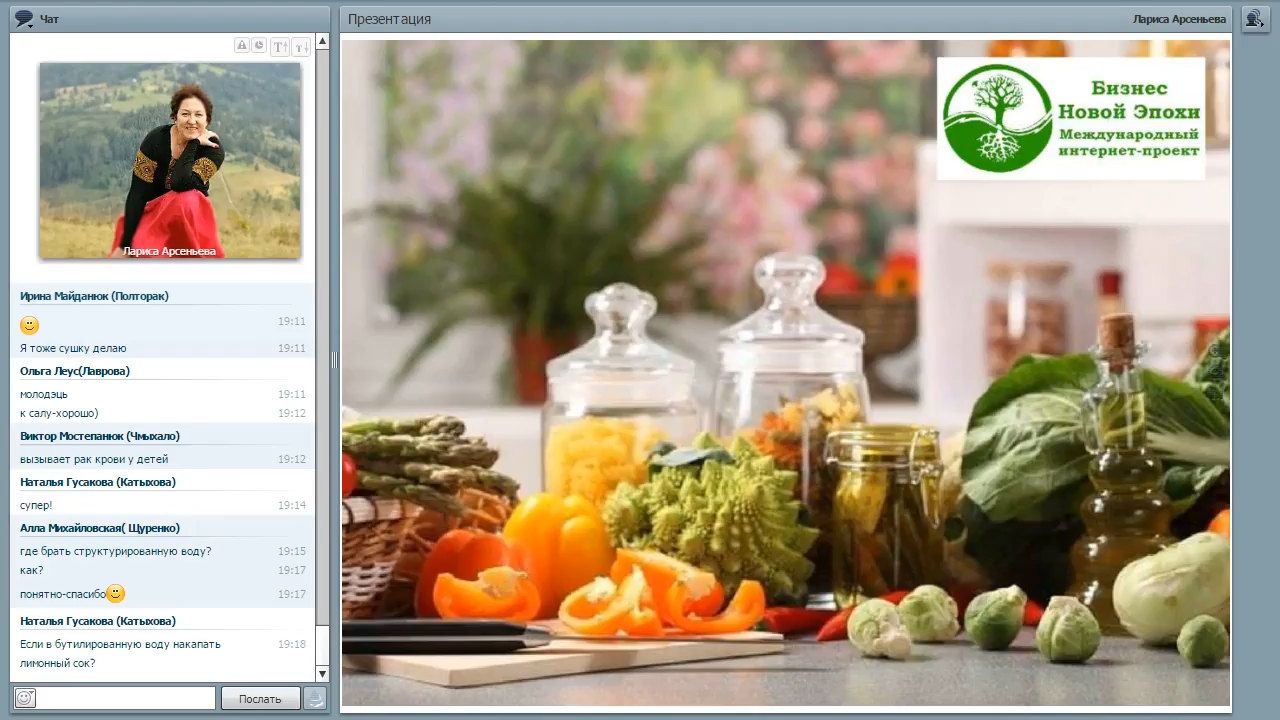 Чат
Презентация
Лариса Арсеньева
Лариса Арсеньева
Бизнес
Новой Эпохи
Международный
интернет-проект
Ирина Майданюк (Полторак)
19:11
Я тоже сушку делаю 19:11
Ольга Леус(Лаврова)
молодэць 19:11
к салу-хорошо) 19:12
Виктор Мостепанюк (Чмыхало)
вызывает рак крови у детей 19:12
Наталья Гусакова (Катыхова)
супер! 19:14
Алла Михайловская( Щуренко)
где брать структурированную воду? 19:15
как? 19:17
понятно-спасибо 19:17
Наталья Гусакова (Катыхова)
Если в бутилированную воду накапать 19:18
лимонный сок?
Послать